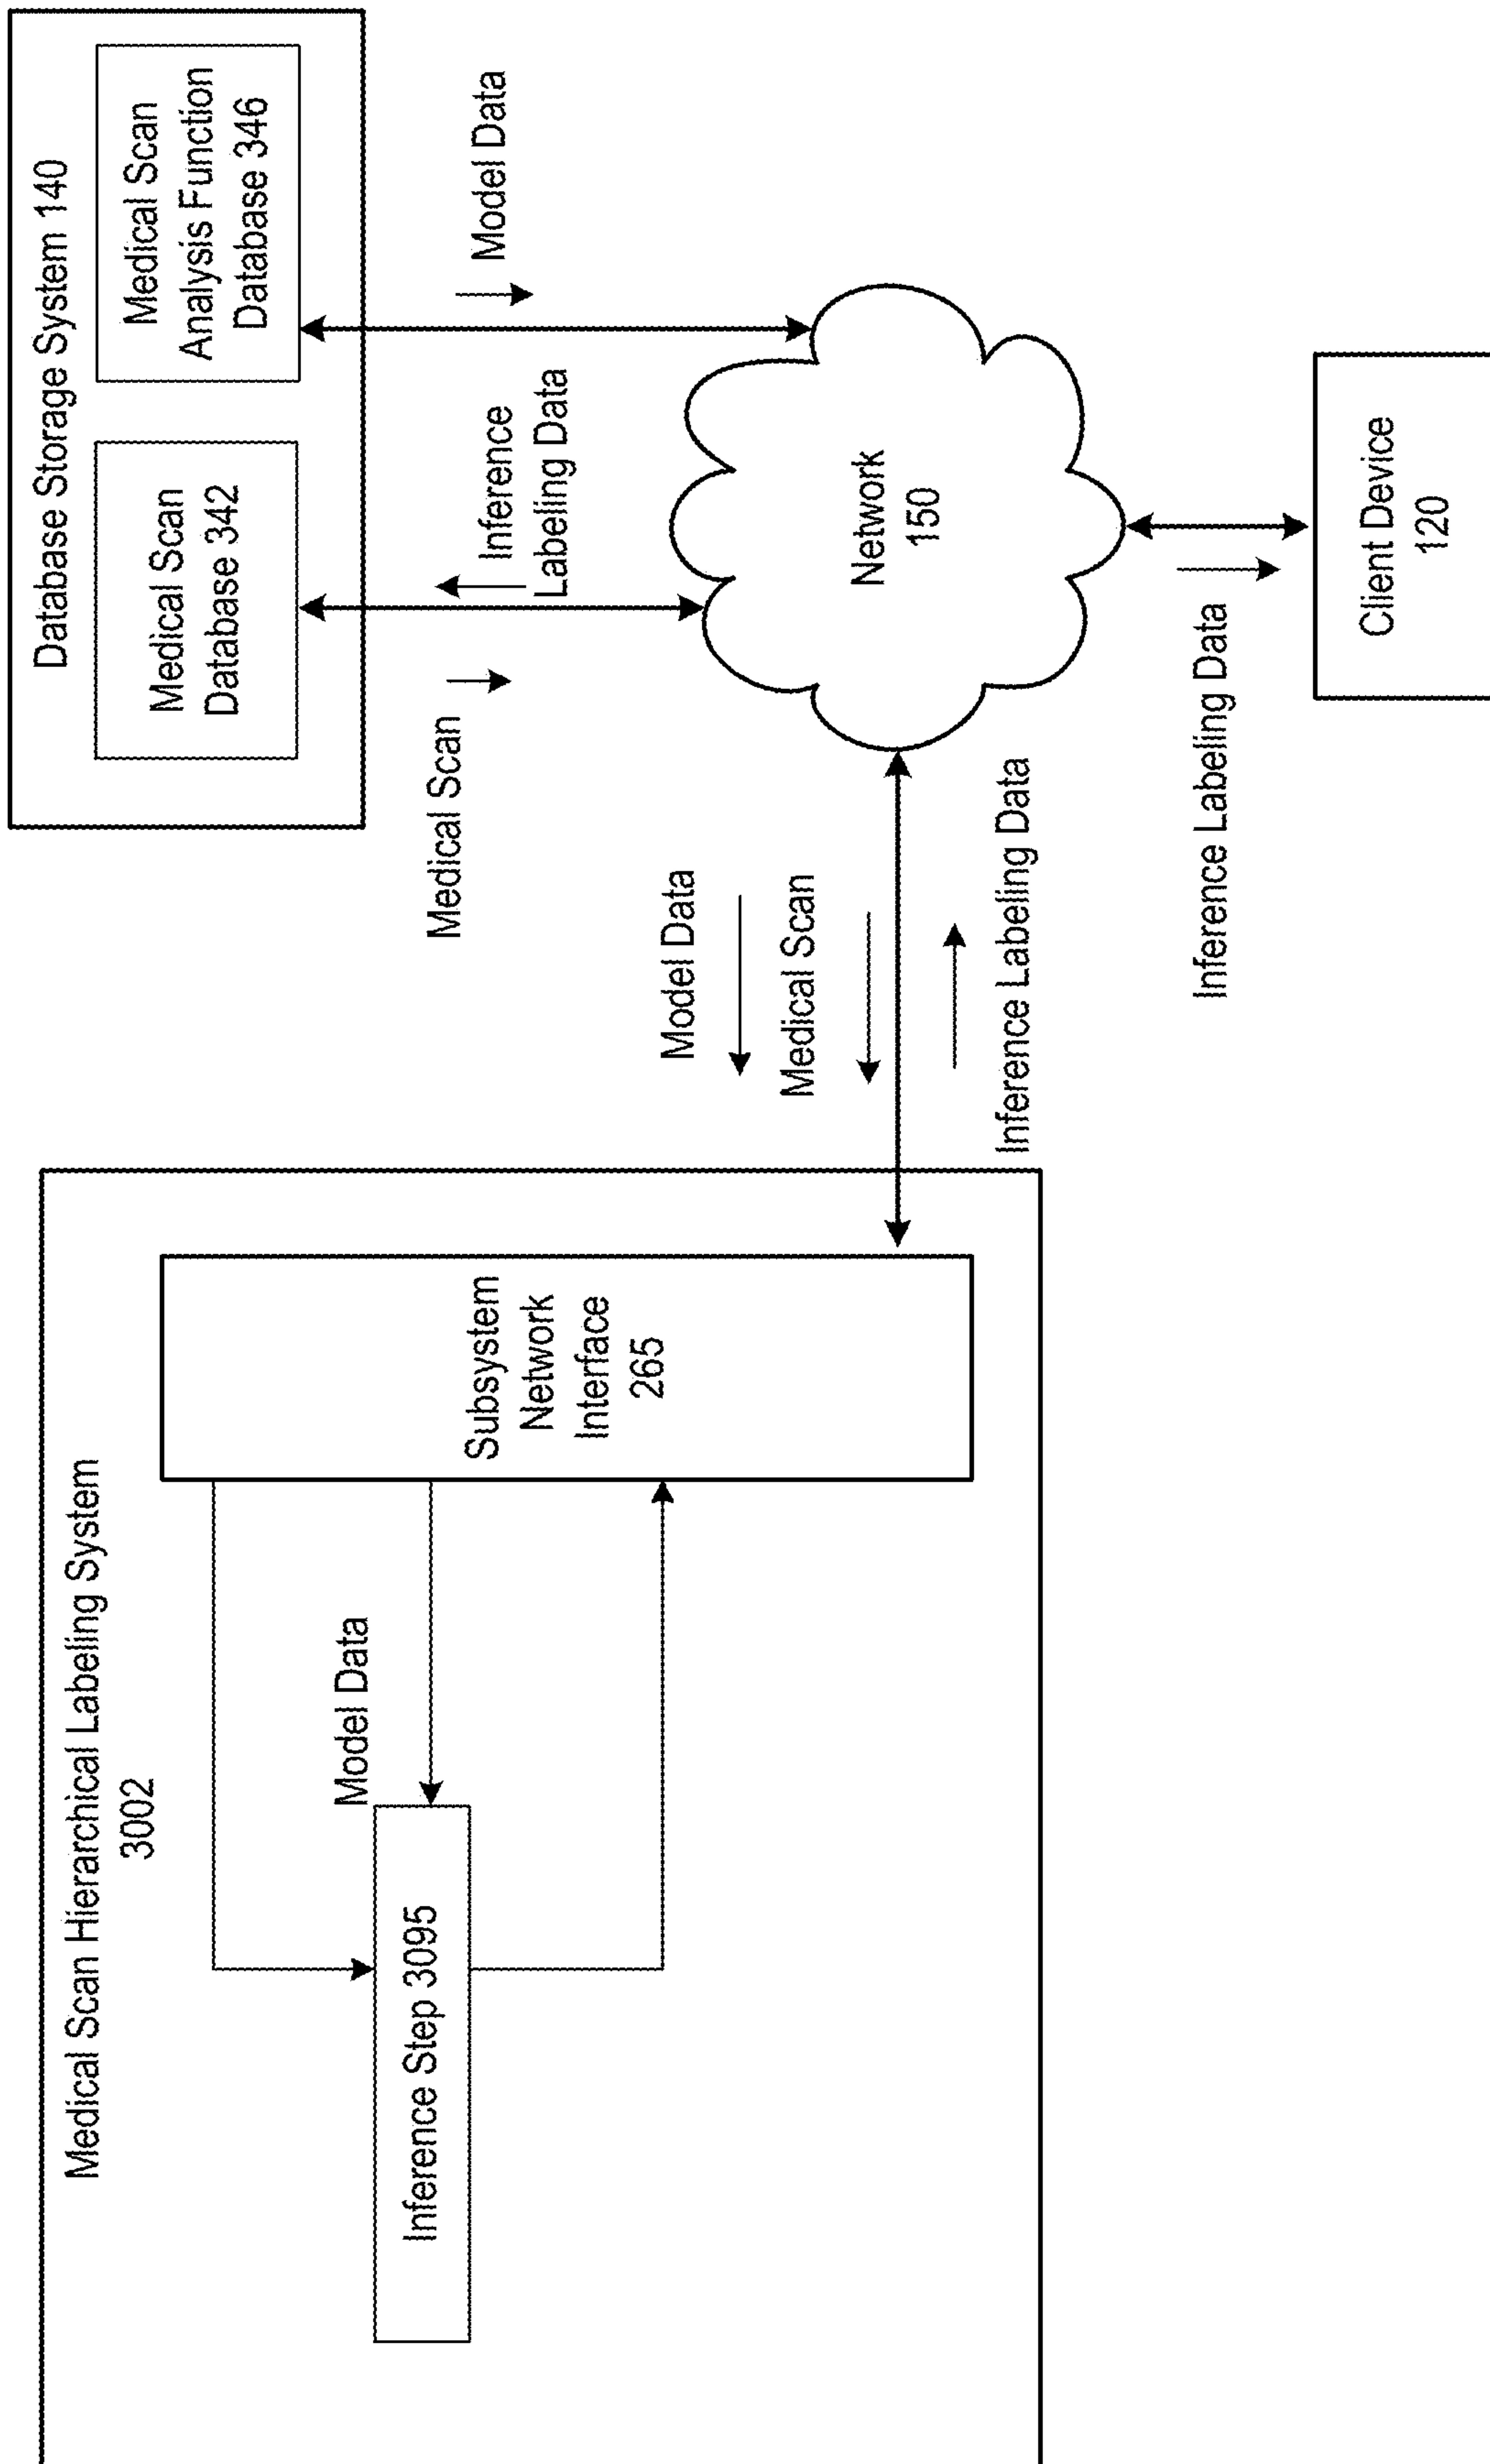 Medical Scan Hierarchical Labeling System
3002
Model Data
Inference Step 3095
Subsystem
Network
Interface
265
Model Data
Medical Scan
Inference Labeling Data
Database Storage System 140
Medical Scan
Database 342
Medical Scan
Analysis Function
Database 346
Medical Scan
Inference
Labeling Data
Model Data
Network
150
Inference Labeling Data
Client Device
120